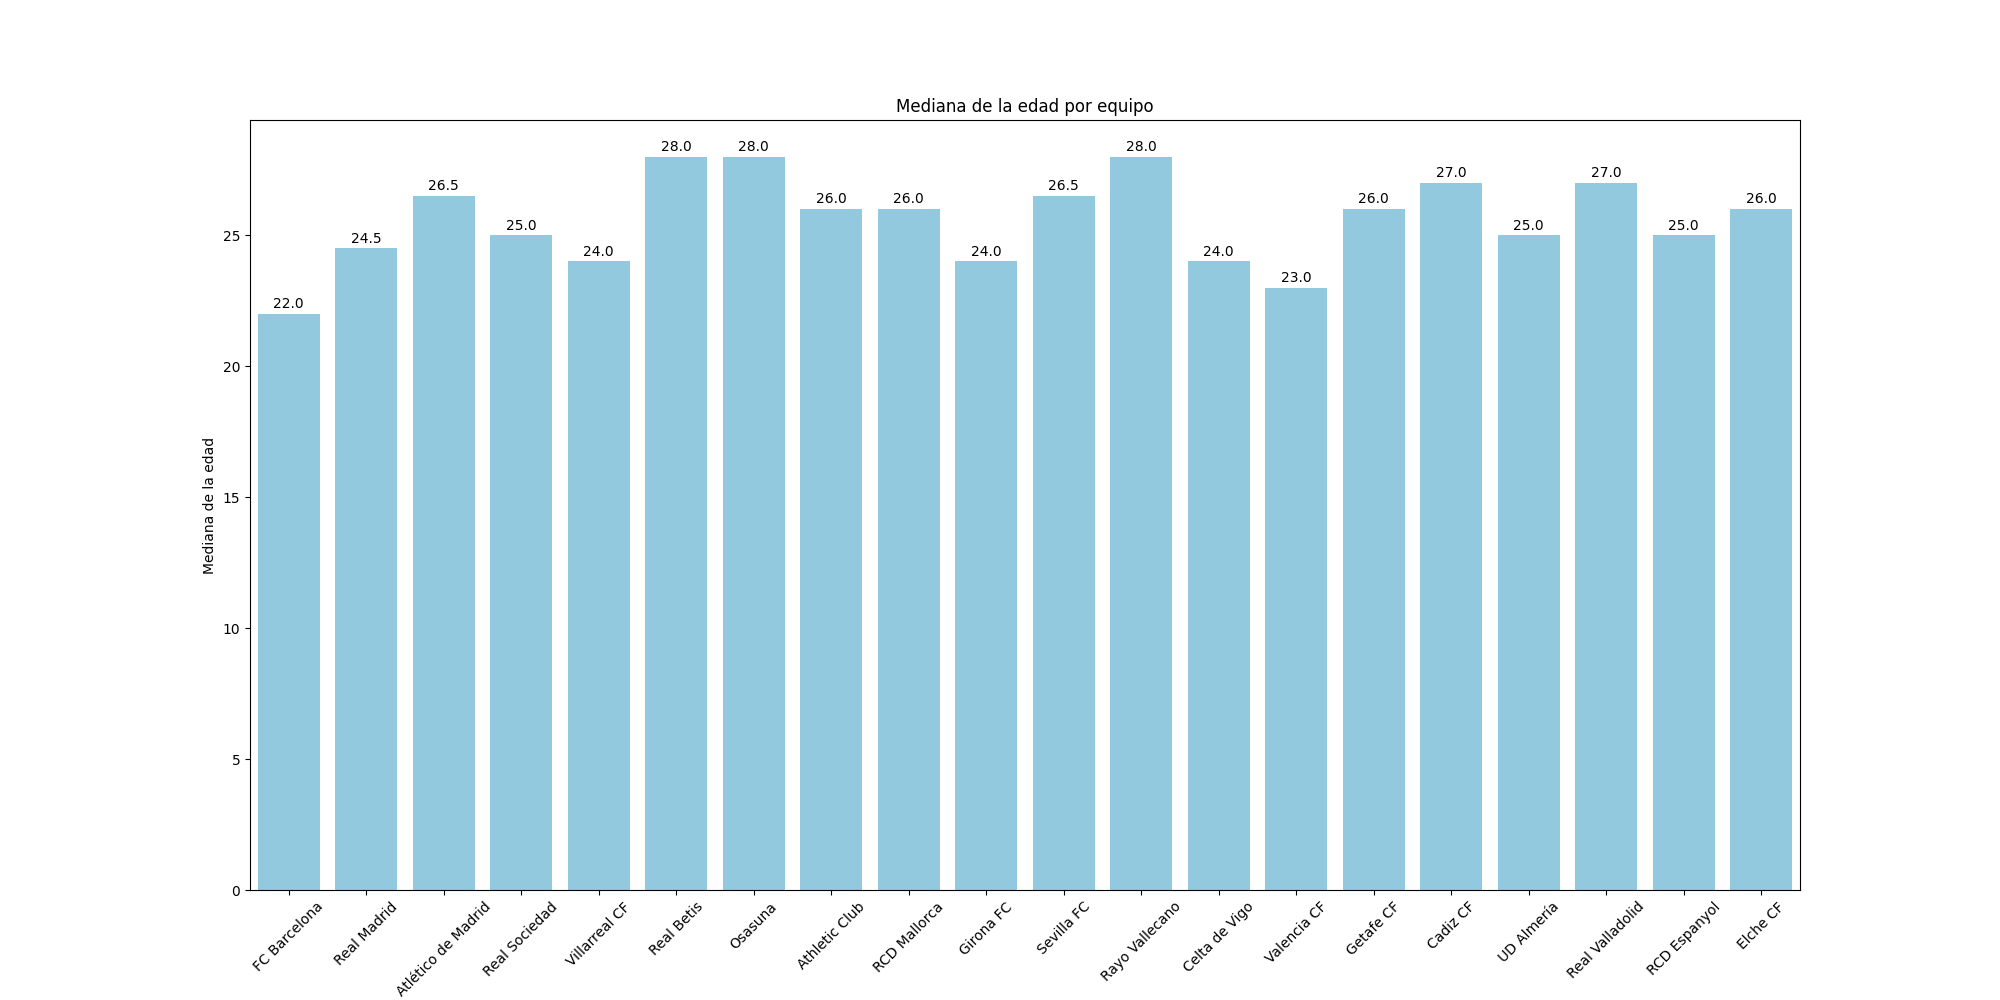 Mediana de la edad por equipo
28.0 28.0 28.0
27.0 27.0
26.5 26.5
26.0 26.0 26.0 26.0
25.0 25.0 25.0
24.5
24.0 24.0 24.0
23.0
22.0
Mediana de la edad
25
20
15
10
5
0
FC Barcelona
Real Madrid
Atlético de Madrid
Real Sociedad
Villarreal CF
Real Betis
Osasuna
Athletic Club
RCD Mallorca
Girona FC
Sevilla FC
Rayo Vallecano
Celta de Vigo
Valencia CF
Getafe CF
Cadiz CF
UD Almería
Real Valladolid
RCD Espanyol
Elche CF